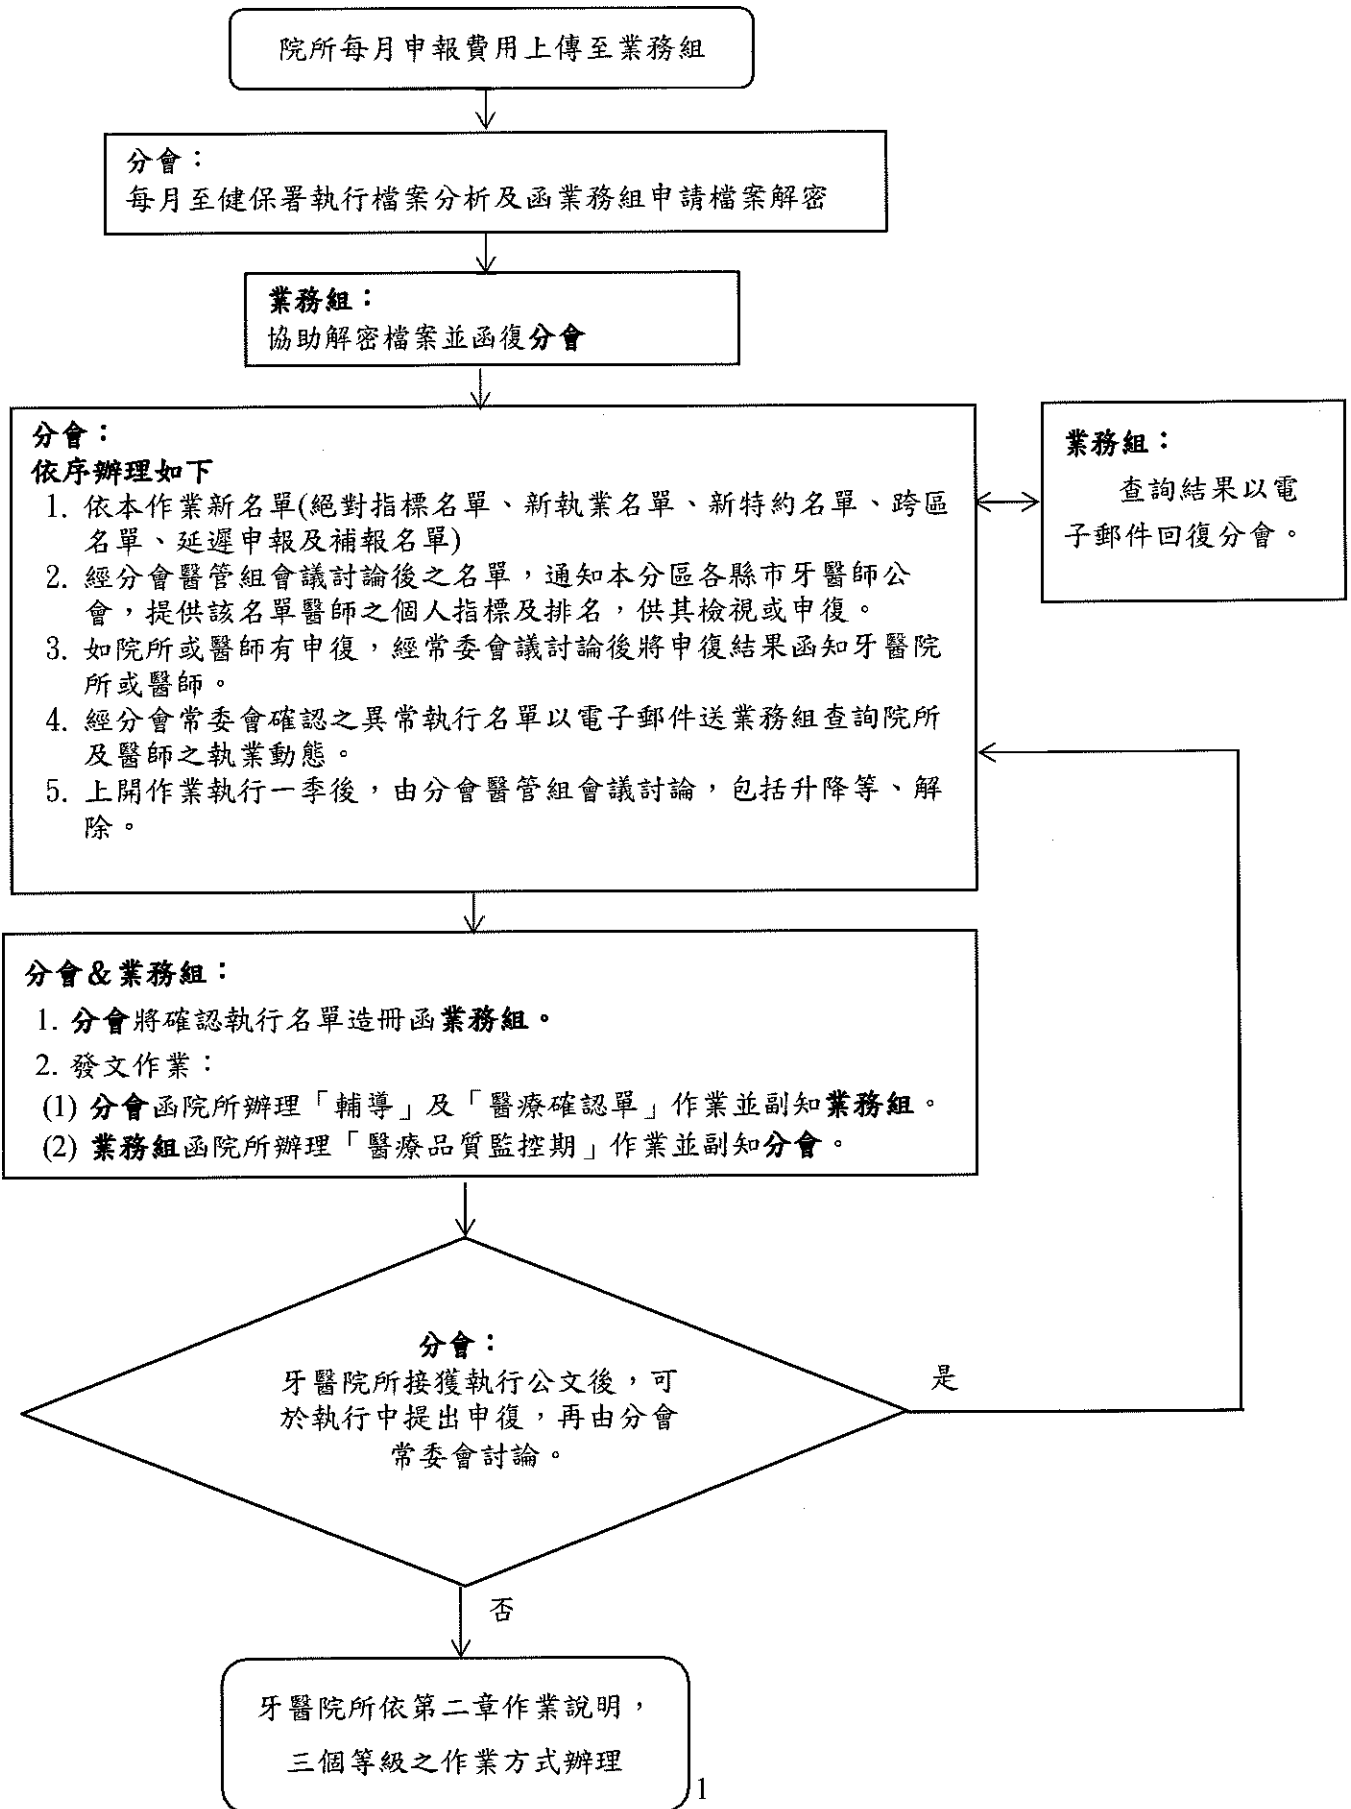 院所每月申報費用上傳至業務組
分會：
每月至健保署執行檔案分析及函業務組申請檔案解密
業務組：
協助解密檔案並函復分會
分會：
依序辦理如下
1. 依本作業新名單(絕對指標名單、新執業名單、新特約名單、跨區
名單、延遲申報及補報名單)
2. 經分會醫管組會議討論後之名單，通知本分區各縣市牙醫師公
會，提供該名單醫師之個人指標及排名，供其檢視或申復。
3. 如院所或醫師有申復，經常委會議討論後將申復結果函知牙醫院
所或醫師。
4. 經分會常委會確認之異常執行名單以電子郵件送業務組查詢院所
及醫師之執業動態。
5. 上開作業執行一季後，由分會醫管組會議討論，包括升降等、解
除。
業務組：
查詢結果以電
子郵件回復分會。
分會&業務組：
1. 分會將確認執行名單造冊函業務組。
2. 發文作業：
(1) 分會函院所辦理「輔導」及「醫療確認單」作業並副知業務組。
(2) 業務組函院所辦理「醫療品質監控期」作業並副知分會。
分會：
牙醫院所接獲執行公文後，可
於執行中提出申復，再由分會
常委會討論。
是
否
牙醫院所依第二章作業說明，
三個等級之作業方式辦理
1